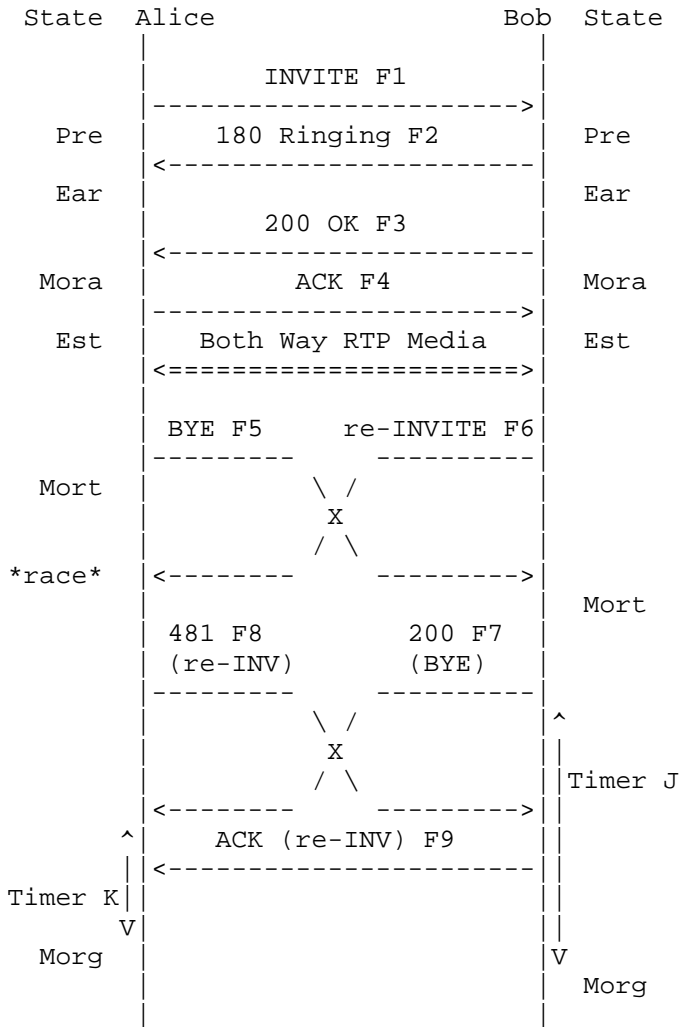 State Alice Bob State
INVITE F1
Pre 180 Ringing F2 Pre
Ear Ear
200 OK F3
Mora ACK F4 Mora
Est Both Way RTP Media Est
BYE F5 re-INVITE F6
Mort
X
*race*
Mort
481 F8 200 F7
(re-INV) (BYE)
X
Timer J
ACK (re-INV) F9
Timer K
Morg
Morg